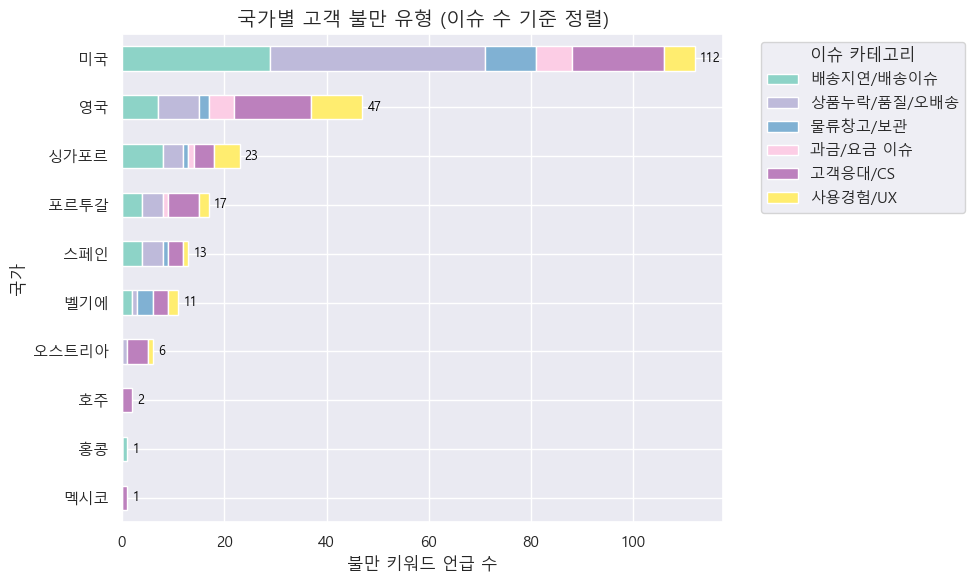 국가별 고객 불만 유형 (이슈 수 기준 정렬)
미국
112
영국
47
싱가포르
23
포르투갈
17
스페인
13
벨기에
11
오스트리아
6
호주
2
홍콩
1
멕시코
1
0 20 40 60 80 100
불만 키워드 언급 수
국가
이슈 카테고리
배송지연/배송이슈
상품누락/품질/오배송
물류창고/보관
과금/요금 이슈
고객응대/CS
사용경험/UX